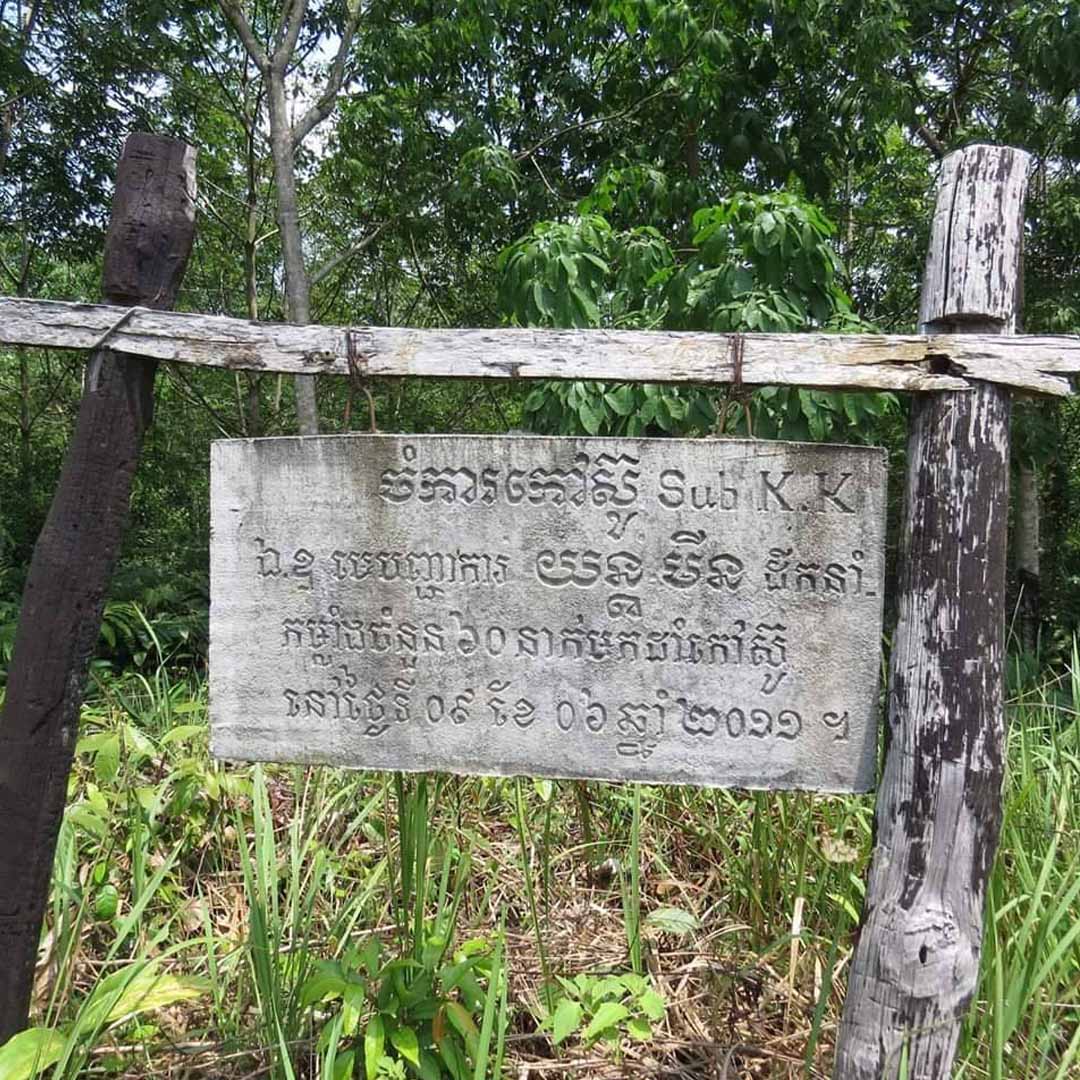 ចំការកៅស៊ូ Sub K.K
ឯ.ឧ មេបញ្ជាការ យន្ត មីន ដឹកនាំ
កម្លាំងចំនួន ៦០ នាក់មកដាំកៅស៊ូ
នៅថ្ងៃទី ០៩ ខែ ០៦ ឆ្នាំ ២០១១ ។